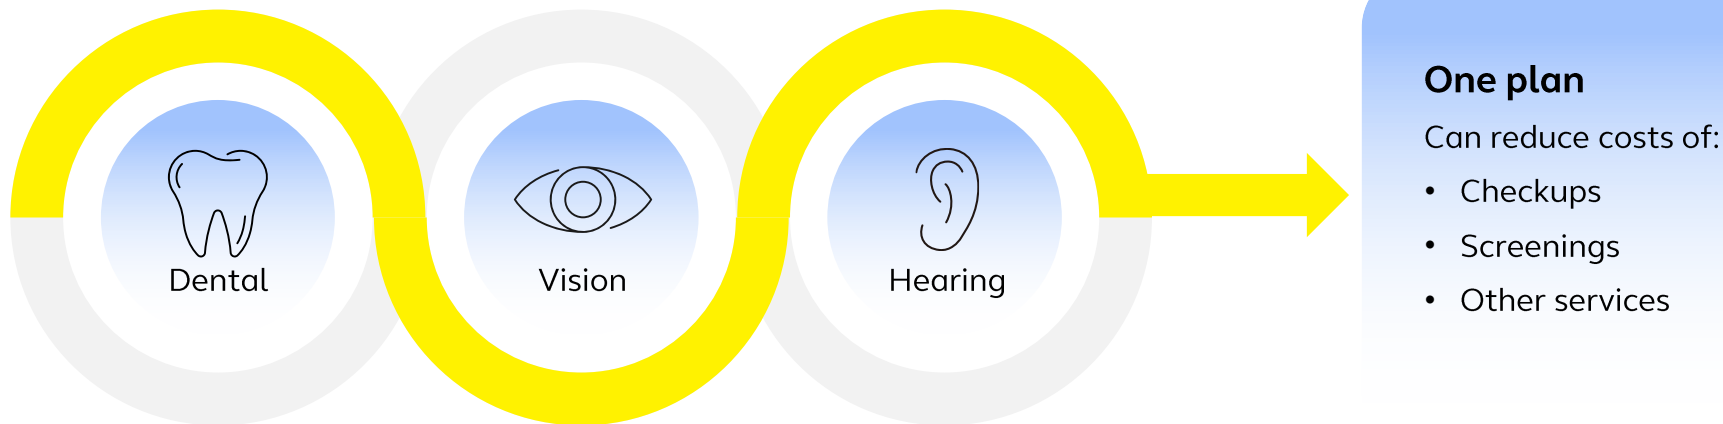 Dental
Vision
Hearing
One plan
Can reduce costs of:
• Checkups
• Screenings
• Other services